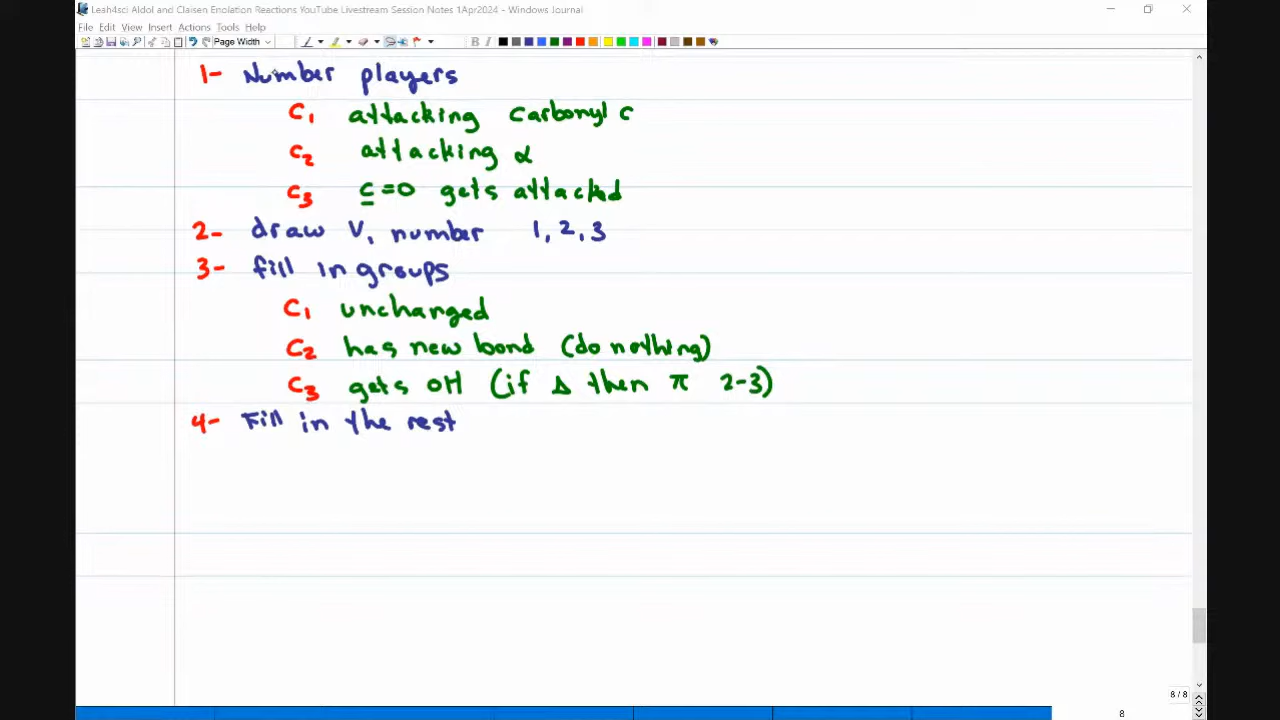 Leah4sci Aldol and Claisen Enolation Reactions YouTube Livestream Session Notes 1Apr2024 - Windows Journal
File Edit View Insert Actions Tools Help
Page Width
B I
1- Number players
C1 attacking carbonyl c
C2 attacking α
C3 C=O gets attacked
2- draw V, number 1, 2, 3
3- fill in groups
C1 unchanged
C2 has new bond (do nothing)
C3 gets OH (if Δ then π 2-3)
4- Fill in the rest
8 / 8
8